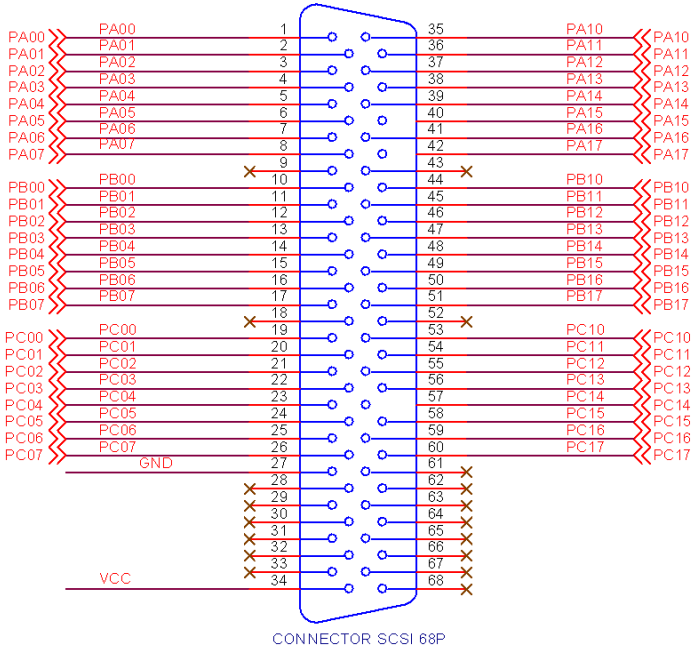 PA00 PA00 1 35 PA10 PA10
PA01 PA01 2 36 PA11 PA11
PA02 PA02 3 37 PA12 PA12
PA03 PA03 4 38 PA13 PA13
PA04 PA04 5 39 PA14 PA14
PA05 PA05 6 40 PA15 PA15
PA06 PA06 7 41 PA16 PA16
PA07 PA07 8 42 PA17 PA17
9 43
PB00 PB00 10 44 PB10 PB10
PB01 PB01 11 45 PB11 PB11
PB02 PB02 12 46 PB12 PB12
PB03 PB03 13 47 PB13 PB13
PB04 PB04 14 48 PB14 PB14
PB05 PB05 15 49 PB15 PB15
PB06 PB06 16 50 PB16 PB16
PB07 PB07 17 51 PB17 PB17
18 52
PC00 PC00 19 53 PC10 PC10
PC01 PC01 20 54 PC11 PC11
PC02 PC02 21 55 PC12 PC12
PC03 PC03 22 56 PC13 PC13
PC04 PC04 23 57 PC14 PC14
PC05 PC05 24 58 PC15 PC15
PC06 PC06 25 59 PC16 PC16
PC07 PC07 26 60 PC17 PC17
GND 27 61
28 62
29 63
30 64
31 65
32 66
33 67
VCC 34 68
CONNECTOR SCSI 68P